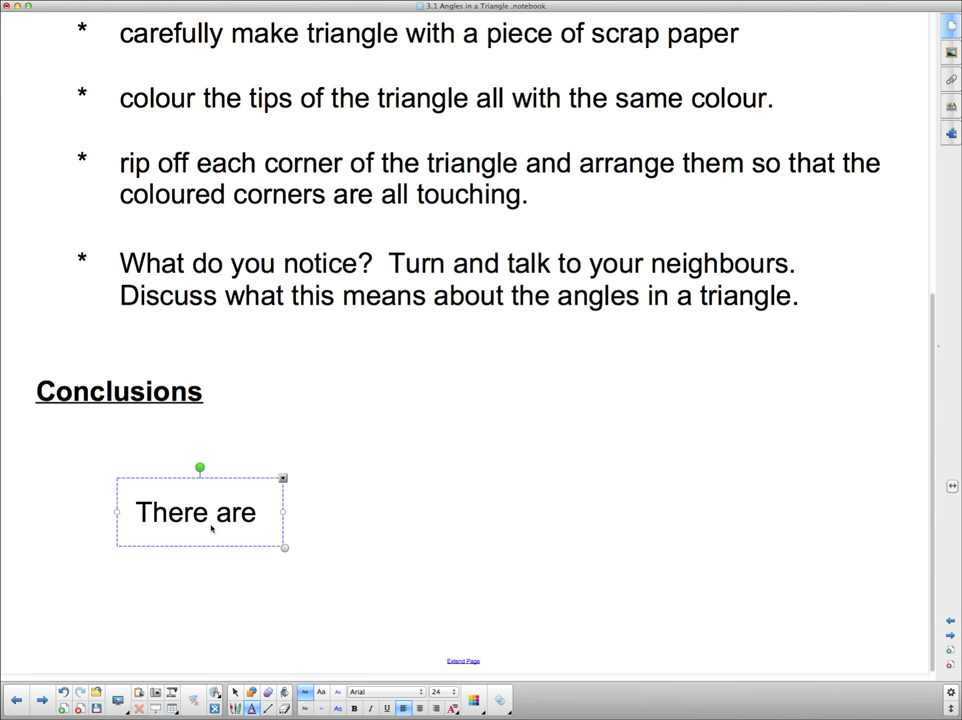 3.1 Angles in a Triangle .notebook
* carefully make triangle with a piece of scrap paper
* colour the tips of the triangle all with the same colour.
* rip off each corner of the triangle and arrange them so that the
coloured corners are all touching.
* What do you notice? Turn and talk to your neighbours.
Discuss what this means about the angles in a triangle.
Conclusions
There are
Extend Page
Arial 24
B I U